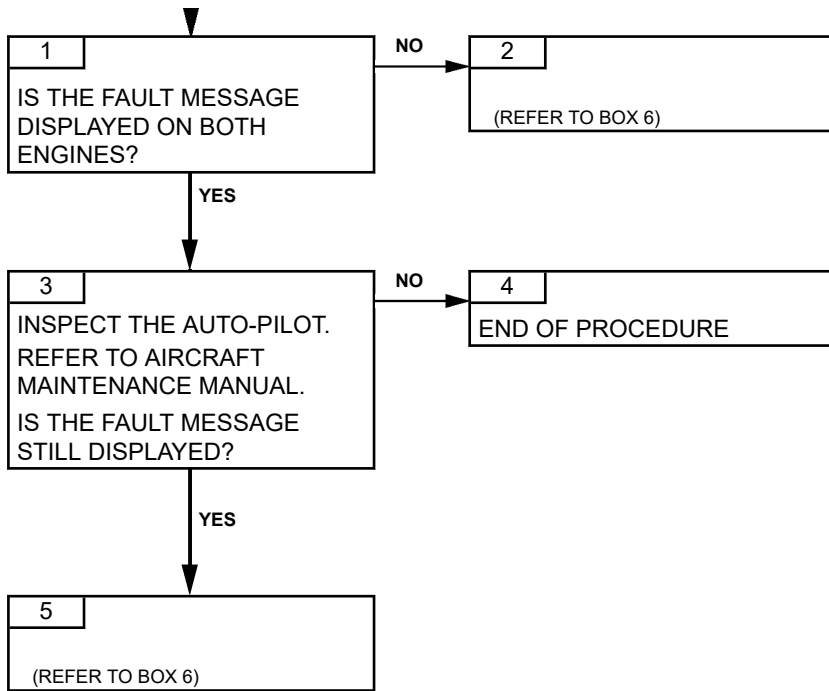 1
IS THE FAULT MESSAGE
DISPLAYED ON BOTH
ENGINES?
NO
2
(REFER TO BOX 6)
YES
3
INSPECT THE AUTO-PILOT.
REFER TO AIRCRAFT
MAINTENANCE MANUAL.
IS THE FAULT MESSAGE
STILL DISPLAYED?
NO
4
END OF PROCEDURE
YES
5
(REFER TO BOX 6)